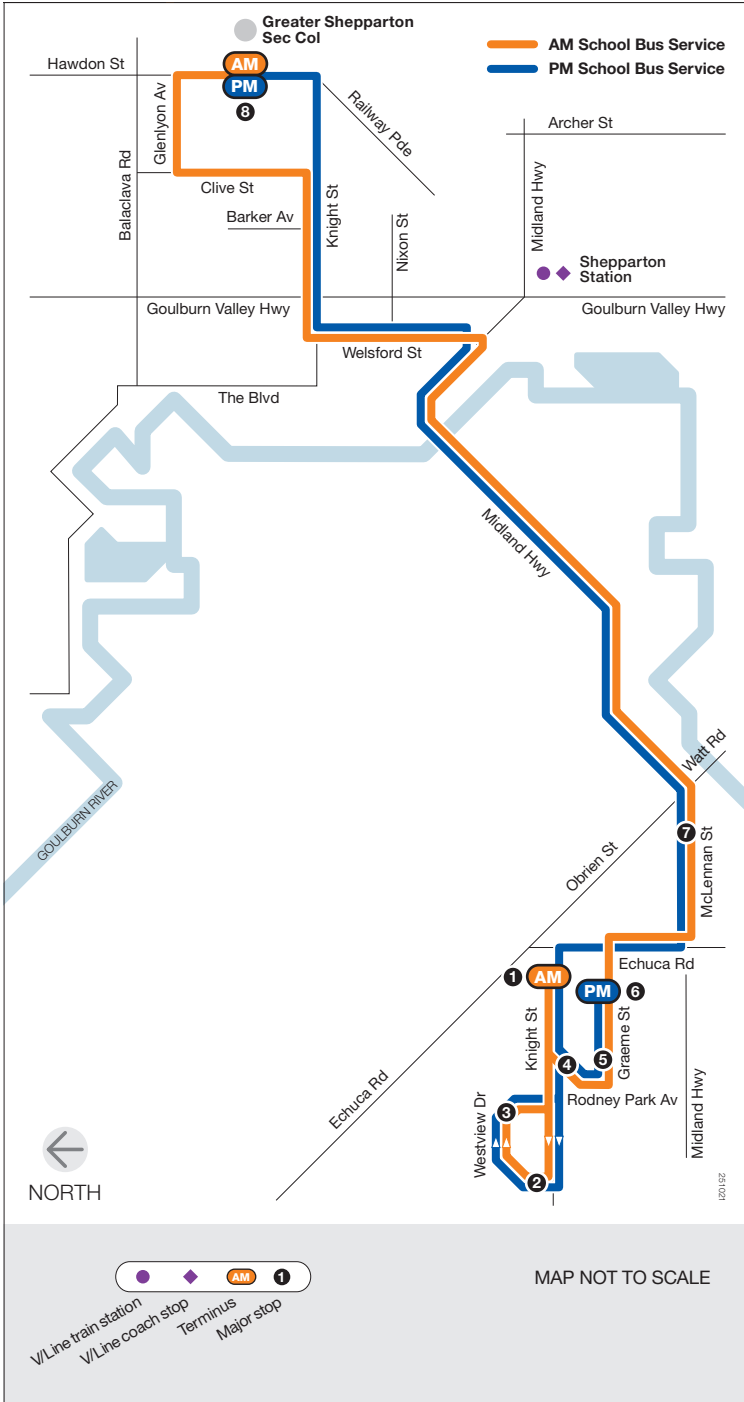 Greater Shepparton
Sec Col
AM School Bus Service
PM School Bus Service
Hawdon St
AM
PM
8
Glenlyon Av
Railway Pde
Archer St
Balaclava Rd
Clive St
Barker Av
Knight St
Nixon St
Midland Hwy
Shepparton
Station
Goulburn Valley Hwy
Goulburn Valley Hwy
Welsford St
The Blvd
Midland Hwy
GOULBURN RIVER
Watt Rd
7
McLennan St
Obrien St
Echuca Rd
1
AM
PM
6
Knight St
Graeme St
4
5
Midland Hwy
Echuca Rd
Westview Dr
Rodney Park Av
3
2
NORTH
251021
AM
1
V/Line train station
V/Line coach stop
Terminus
Major stop
MAP NOT TO SCALE